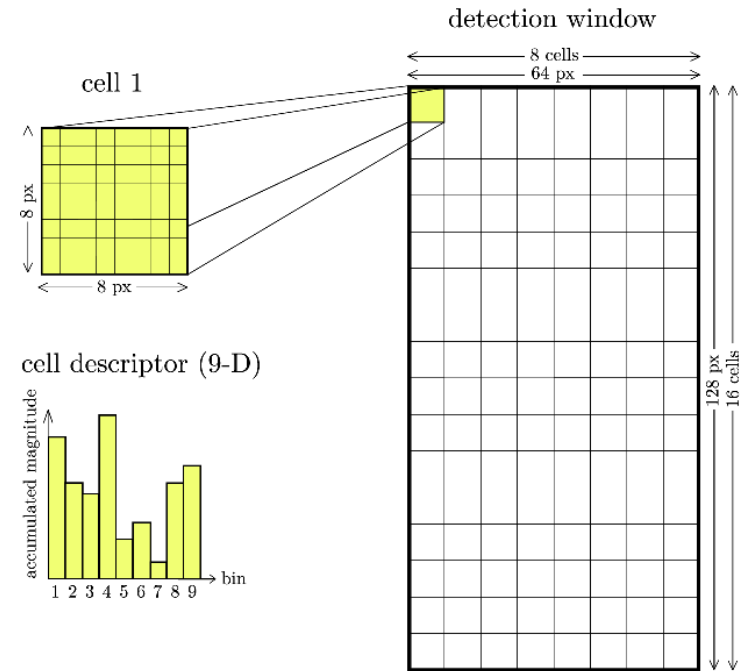 detection window
8 cells
64 px
cell 1
8 px
8 px
128 px
16 cells
cell descriptor (9-D)
accumulated magnitude
bin
1 2 3 4 5 6 7 8 9